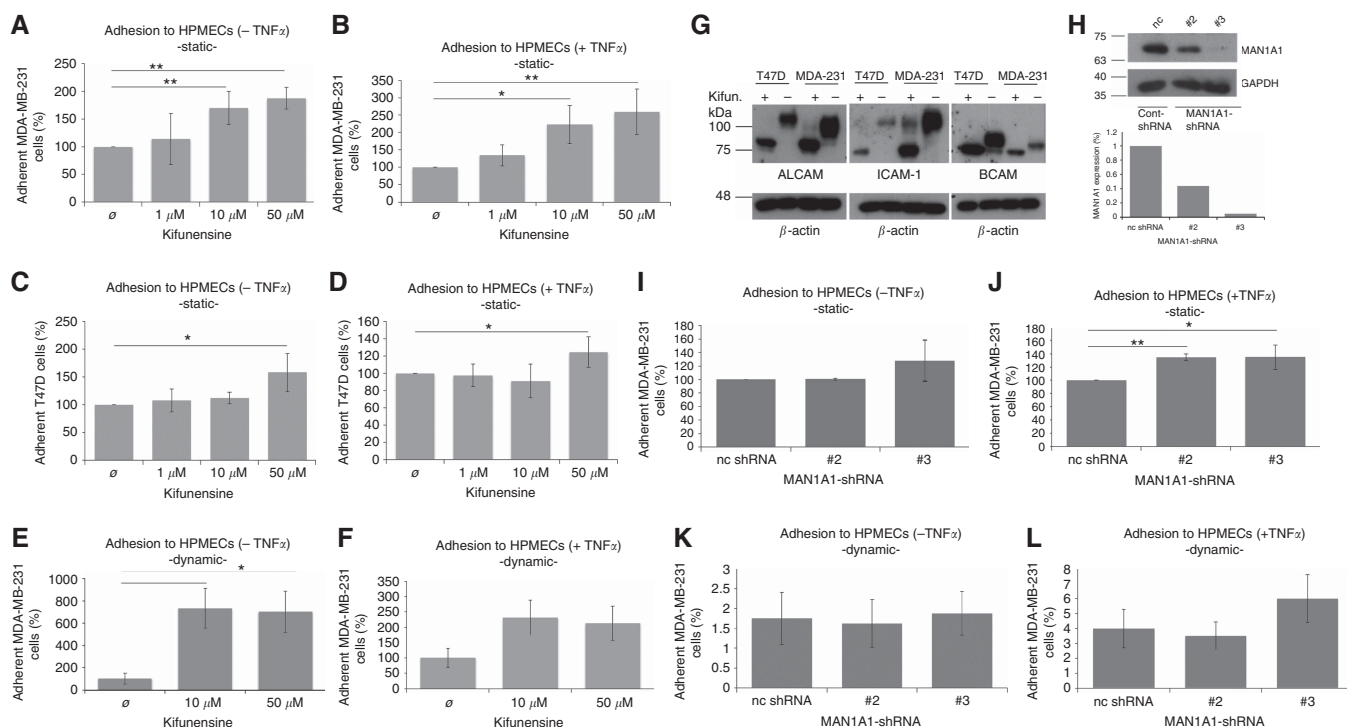 A
Adhesion to HPMECs (– TNFα)
-static-
**
**
Adherent MDA-MB-231
cells (%)
250
200
150
100
50
0
ø
1 μM
10 μM
50 μM
Kifunensine
B
Adhesion to HPMECs (+ TNFα)
-static-
**
*
Adherent MDA-MB-231
cells (%)
350
300
250
200
150
100
50
0
ø
1 μM
10 μM
50 μM
Kifunensine
C
Adhesion to HPMECs (– TNFα)
-static-
*
Adherent T47D cells (%)
250
200
150
100
50
0
ø
1 μM
10 μM
50 μM
Kifunensine
D
Adhesion to HPMECs (+ TNFα)
-static-
*
Adherent T47D cells (%)
160
140
120
100
80
60
40
20
0
ø
1 μM
10 μM
50 μM
Kifunensine
E
Adhesion to HPMECs (– TNFα)
-dynamic-
*
Adherent MDA-MB-231
cells (%)
1000
800
600
400
200
0
ø
10 μM
50 μM
Kifunensine
F
Adhesion to HPMECs (+ TNFα)
-dynamic-
Adherent MDA-MB-231
cells (%)
350
300
250
200
150
100
50
0
ø
10 μM
50 μM
Kifunensine
G
T47D MDA-231 T47D MDA-231 T47D MDA-231
Kifun. + – + – + – + – + – + –
kDa
100
75
ALCAM ICAM-1 BCAM
48
β-actin β-actin β-actin
H
nc #2 #3
75
63
MAN1A1
40
35
GAPDH
Cont- MAN1A1-
shRNA shRNA
MAN1A1 expression (%)
1.2
1
0.8
0.6
0.4
0.2
0
nc shRNA #2 #3
MAN1A1-shRNA
I
Adhesion to HPMECs (–TNFα)
-static-
Adherent MDA-MB-231
cells (%)
180
160
140
120
100
80
60
40
20
0
nc shRNA #2 #3
MAN1A1-shRNA
J
Adhesion to HPMECs (+TNFα)
-static-
*
**
Adherent MDA-MB-231
cells (%)
180
160
140
120
100
80
60
40
20
0
nc shRNA #2 #3
MAN1A1-shRNA
K
Adhesion to HPMECs (–TNFα)
-dynamic-
Adherent MDA-MB-231
cells (%)
3
2.5
2
1.5
1
0.5
0
nc shRNA #2 #3
MAN1A1-shRNA
L
Adhesion to HPMECs (+TNFα)
-dynamic-
Adherent MDA-MB-231
cells (%)
8
7
6
5
4
3
2
1
0
nc shRNA #2 #3
MAN1A1-shRNA